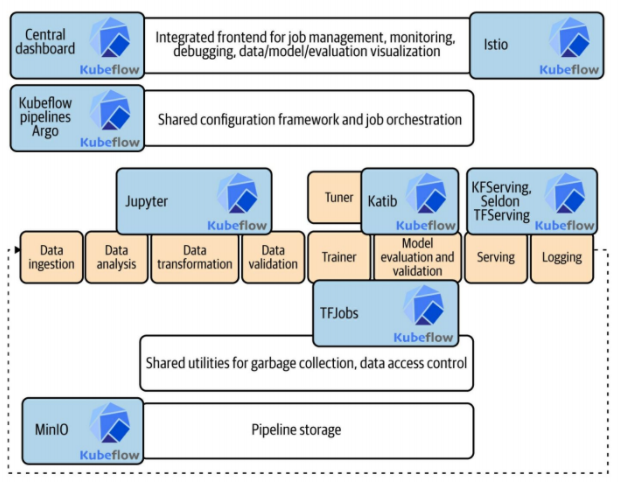 Central
dashboard
Kubeflow
Integrated frontend for job management, monitoring,
debugging, data/model/evaluation visualization
Istio
Kubeflow
Kubeflow
pipelines
Argo
Kubeflow
Shared configuration framework and job orchestration
Jupyter
Kubeflow
Tuner
Katib
Kubeflow
KFServing,
Seldon
TFServing
Kubeflow
Data
ingestion
Data
analysis
Data
transformation
Data
validation
Trainer
Model
evaluation and
validation
Serving
Logging
TFJobs
Kubeflow
Shared utilities for garbage collection, data access control
MinIO
Kubeflow
Pipeline storage